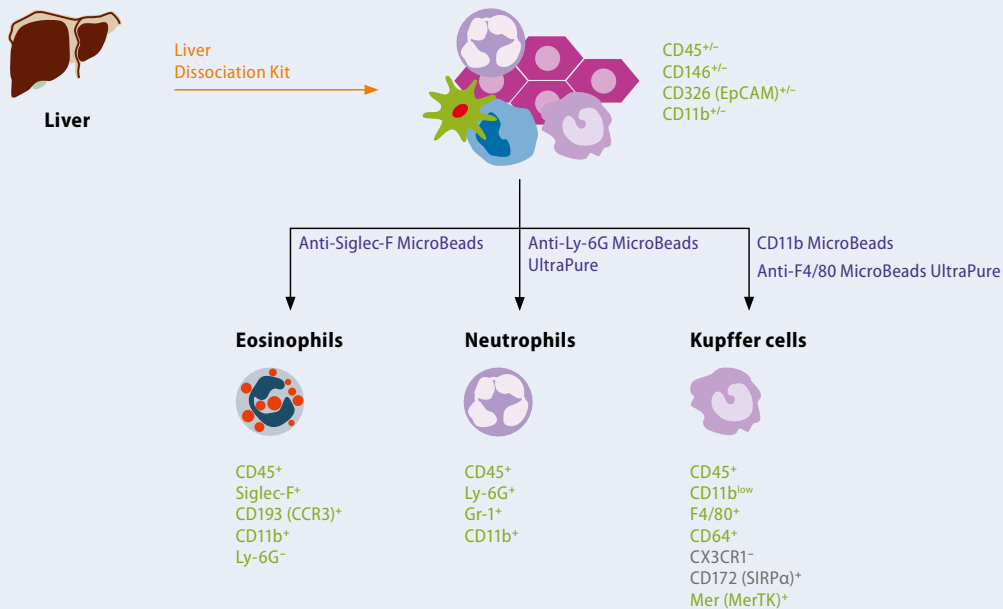 Liver
Liver
Dissociation Kit
CD45⁺/⁻
CD146⁺/⁻
CD326 (EpCAM)⁺/⁻
CD11b⁺/⁻
Anti-Siglec-F MicroBeads
Anti-Ly-6G MicroBeads
UltraPure
CD11b MicroBeads
Anti-F4/80 MicroBeads UltraPure
Eosinophils
CD45⁺
Siglec-F⁺
CD193 (CCR3)⁺
CD11b⁺
Ly-6G⁻
Neutrophils
CD45⁺
Ly-6G⁺
Gr-1⁺
CD11b⁺
Kupffer cells
CD45⁺
CD11bˡᵒʷ
F4/80⁺
CD64⁺
CX3CR1⁻
CD172 (SIRPα)⁺
Mer (MerTK)⁺